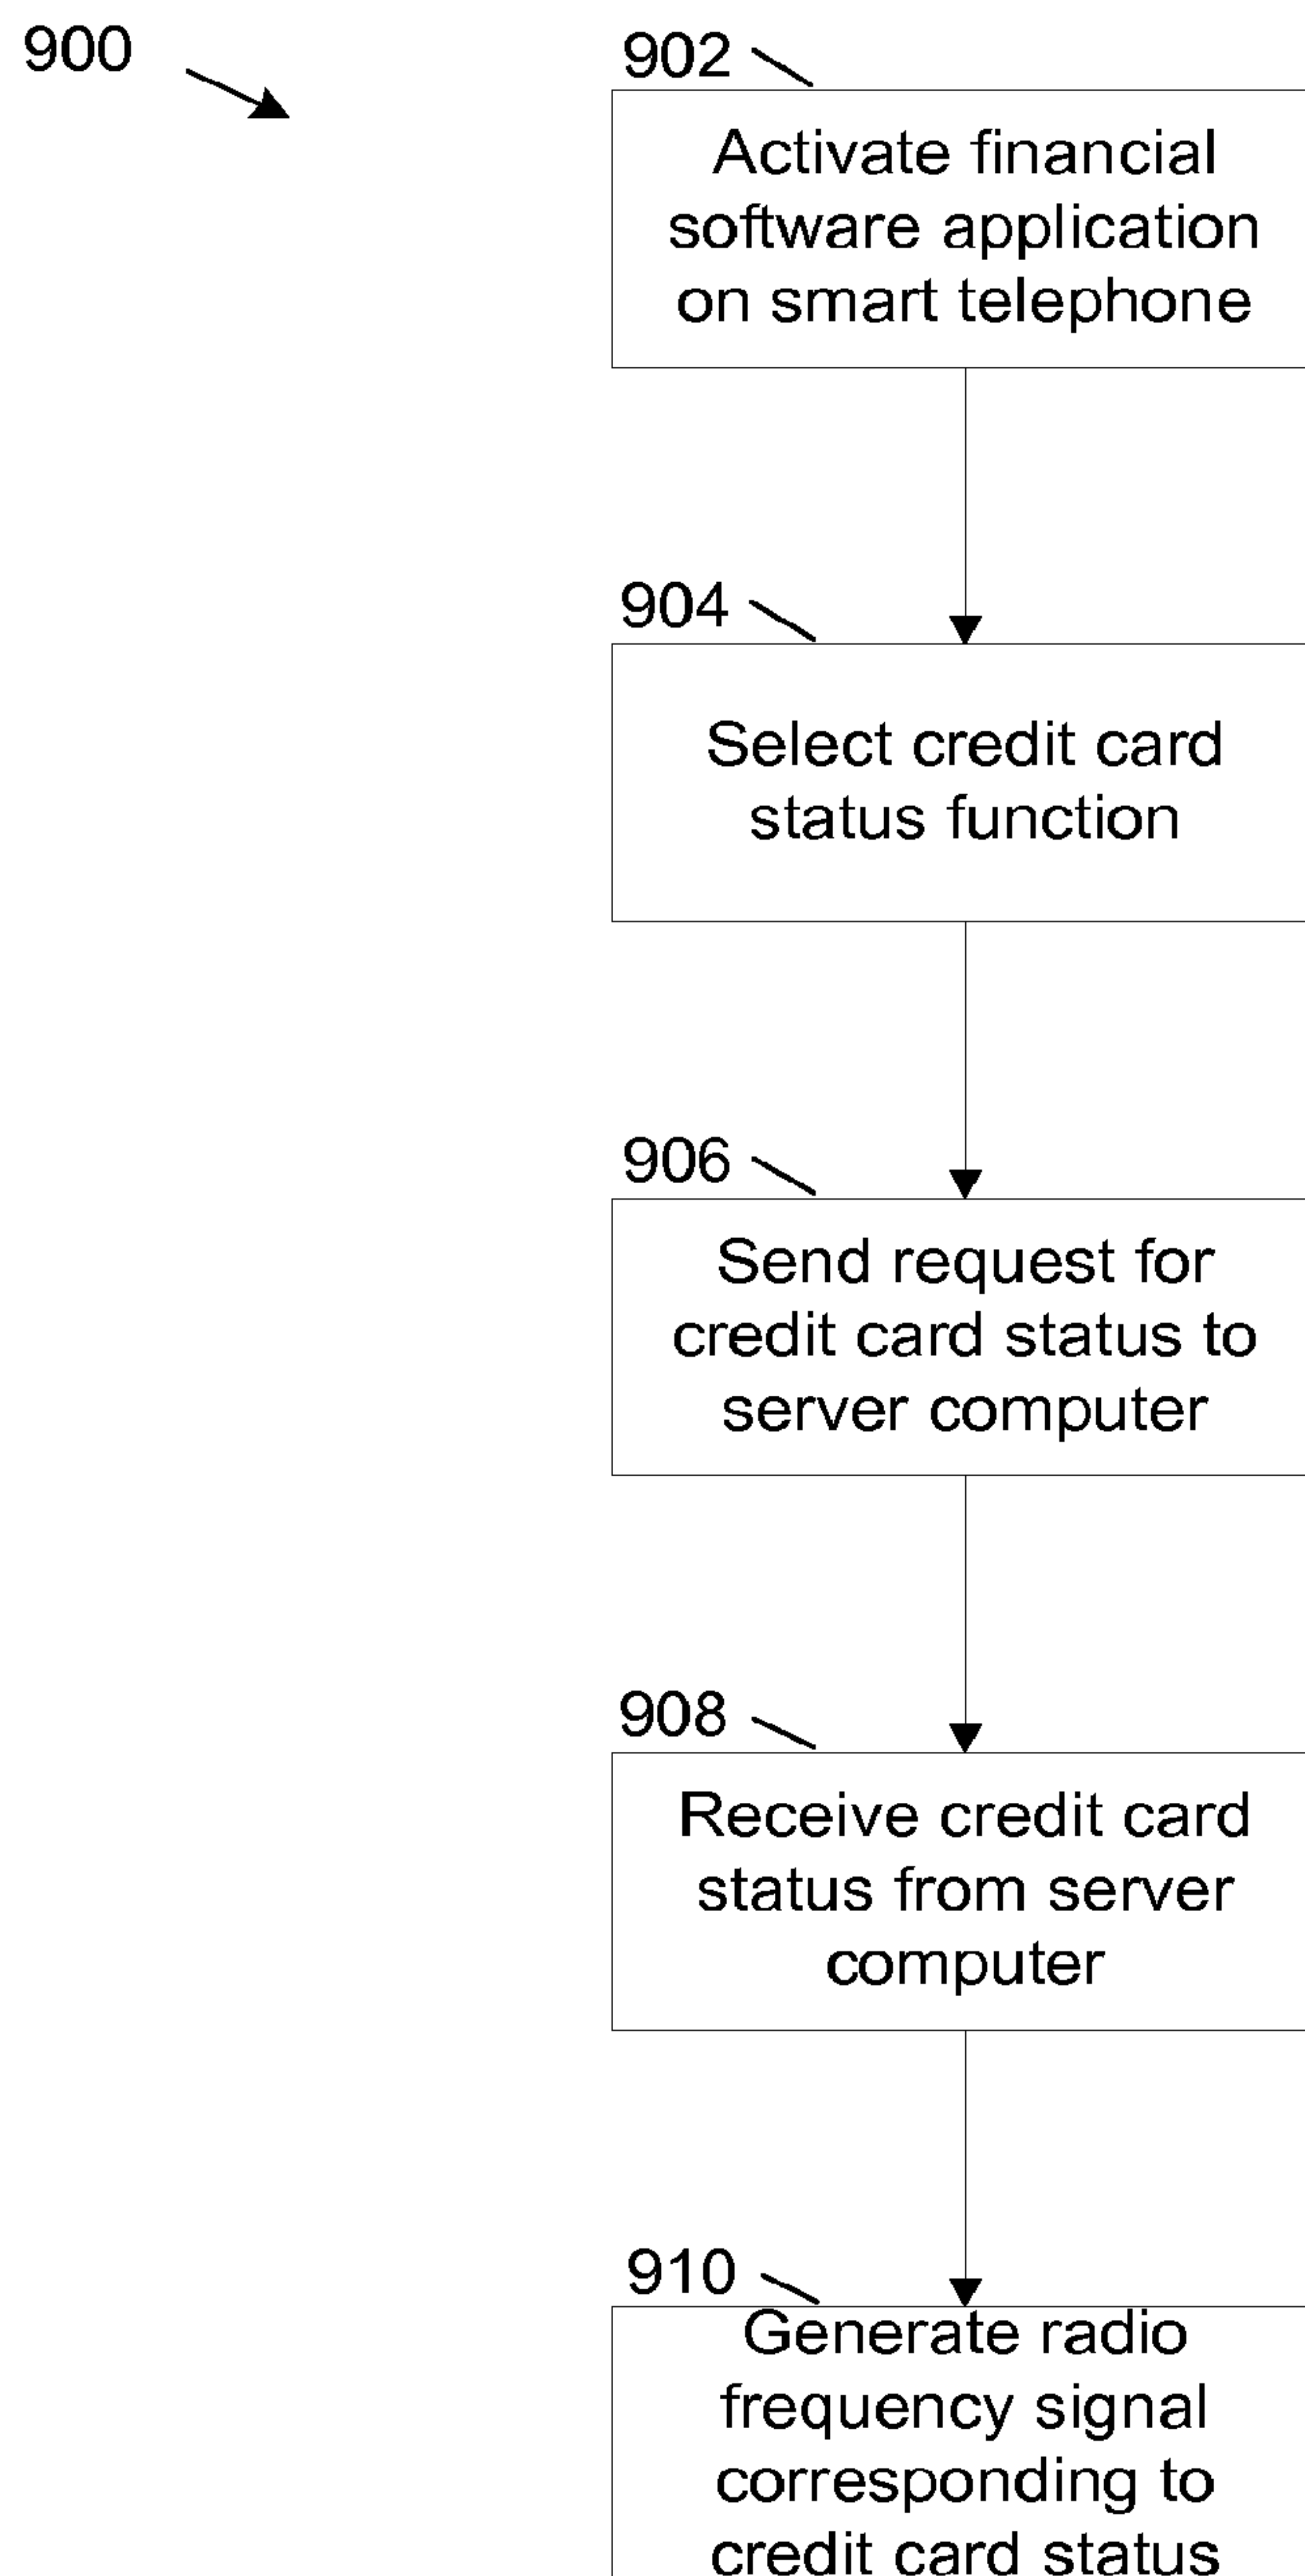 900
902
Activate financial
software application
on smart telephone
904
Select credit card
status function
906
Send request for
credit card status to
server computer
908
Receive credit card
status from server
computer
910
Generate radio
frequency signal
corresponding to
credit card status